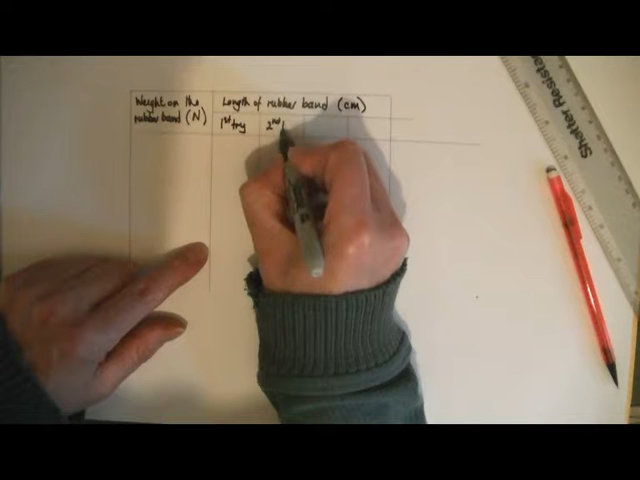 Weight on the
rubber band (N)
Length of rubber band (cm)
1st try
2nd t
Shatter Resistant